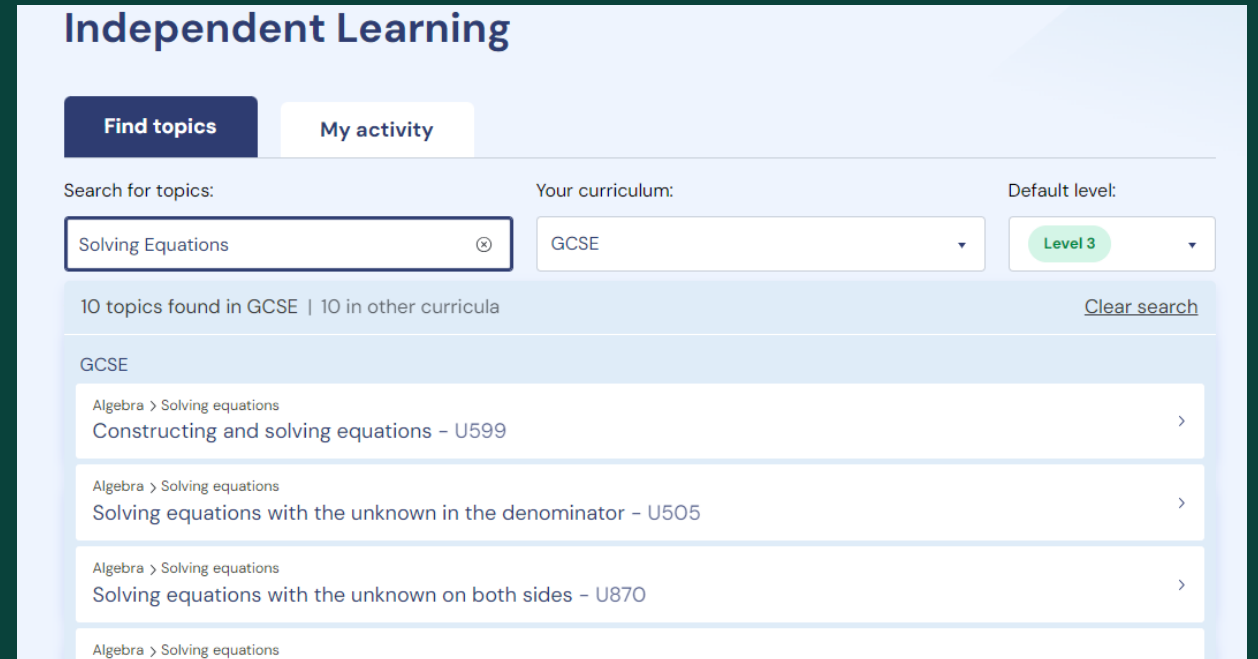 Independent Learning
Find topics
My activity
Search for topics:
Your curriculum:
Default level:
Solving Equations
GCSE
Level 3
10 topics found in GCSE | 10 in other curricula
Clear search
GCSE
Algebra > Solving equations
Constructing and solving equations – U599
Algebra > Solving equations
Solving equations with the unknown in the denominator – U505
Algebra > Solving equations
Solving equations with the unknown on both sides – U870
Algebra > Solving equations